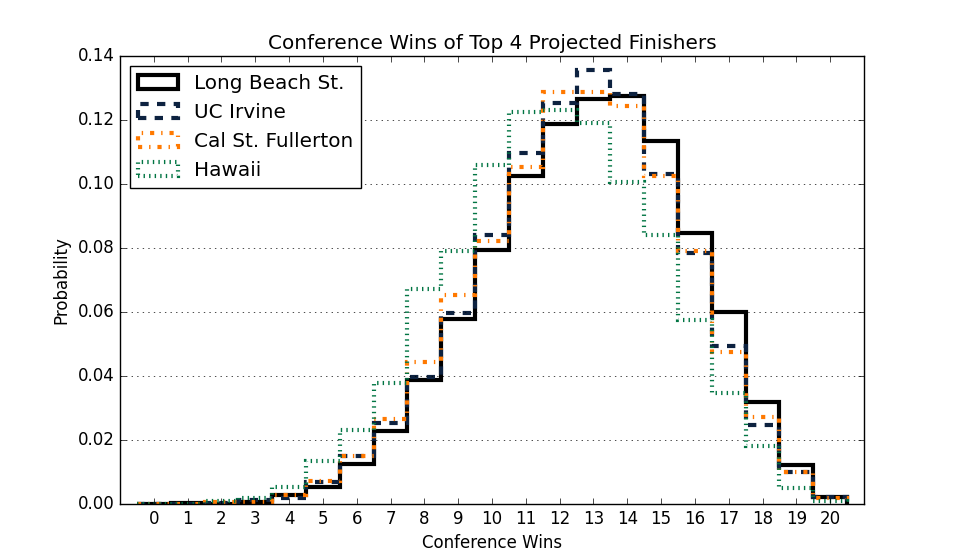 Conference Wins of Top 4 Projected Finishers
0.14
0.12
0.10
0.08
0.06
0.04
0.02
0.00
Probability
Long Beach St.
UC Irvine
Cal St. Fullerton
Hawaii
0 1 2 3 4 5 6 7 8 9 10 11 12 13 14 15 16 17 18 19 20
Conference Wins